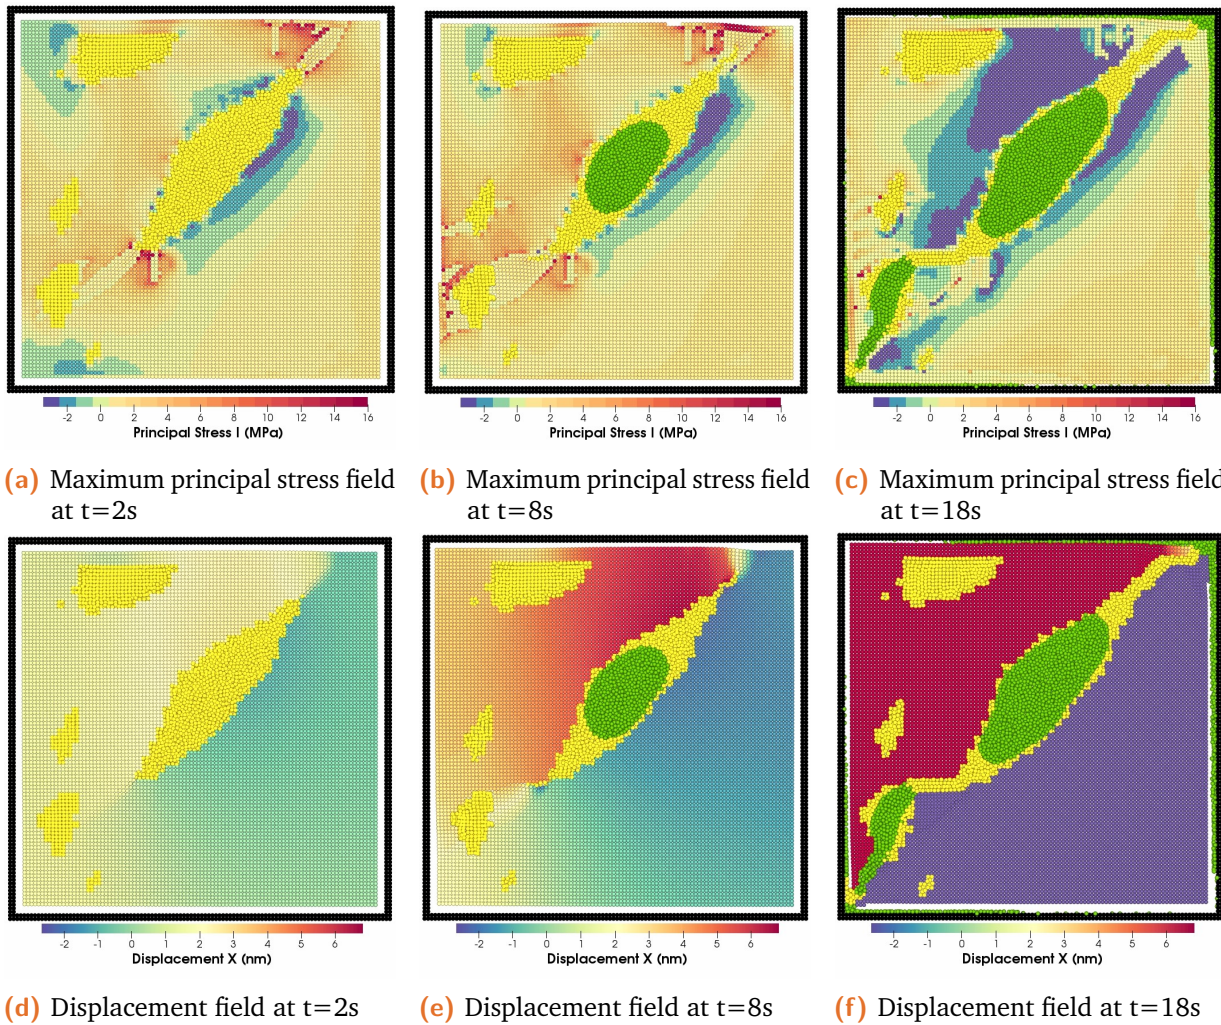 -2 0 2 4 6 8 10 12 14 16
Principal Stress I (MPa)
-2 0 2 4 6 8 10 12 14 16
Principal Stress I (MPa)
-2 0 2 4 6 8 10 12 14 16
Principal Stress I (MPa)
(a) Maximum principal stress field
at t=2s
(b) Maximum principal stress field
at t=8s
(c) Maximum principal stress field
at t=18s
-2 -1 0 1 2 3 4 5 6
Displacement X (nm)
-2 -1 0 1 2 3 4 5 6
Displacement X (nm)
-2 -1 0 1 2 3 4 5 6
Displacement X (nm)
(d) Displacement field at t=2s
(e) Displacement field at t=8s
(f) Displacement field at t=18s